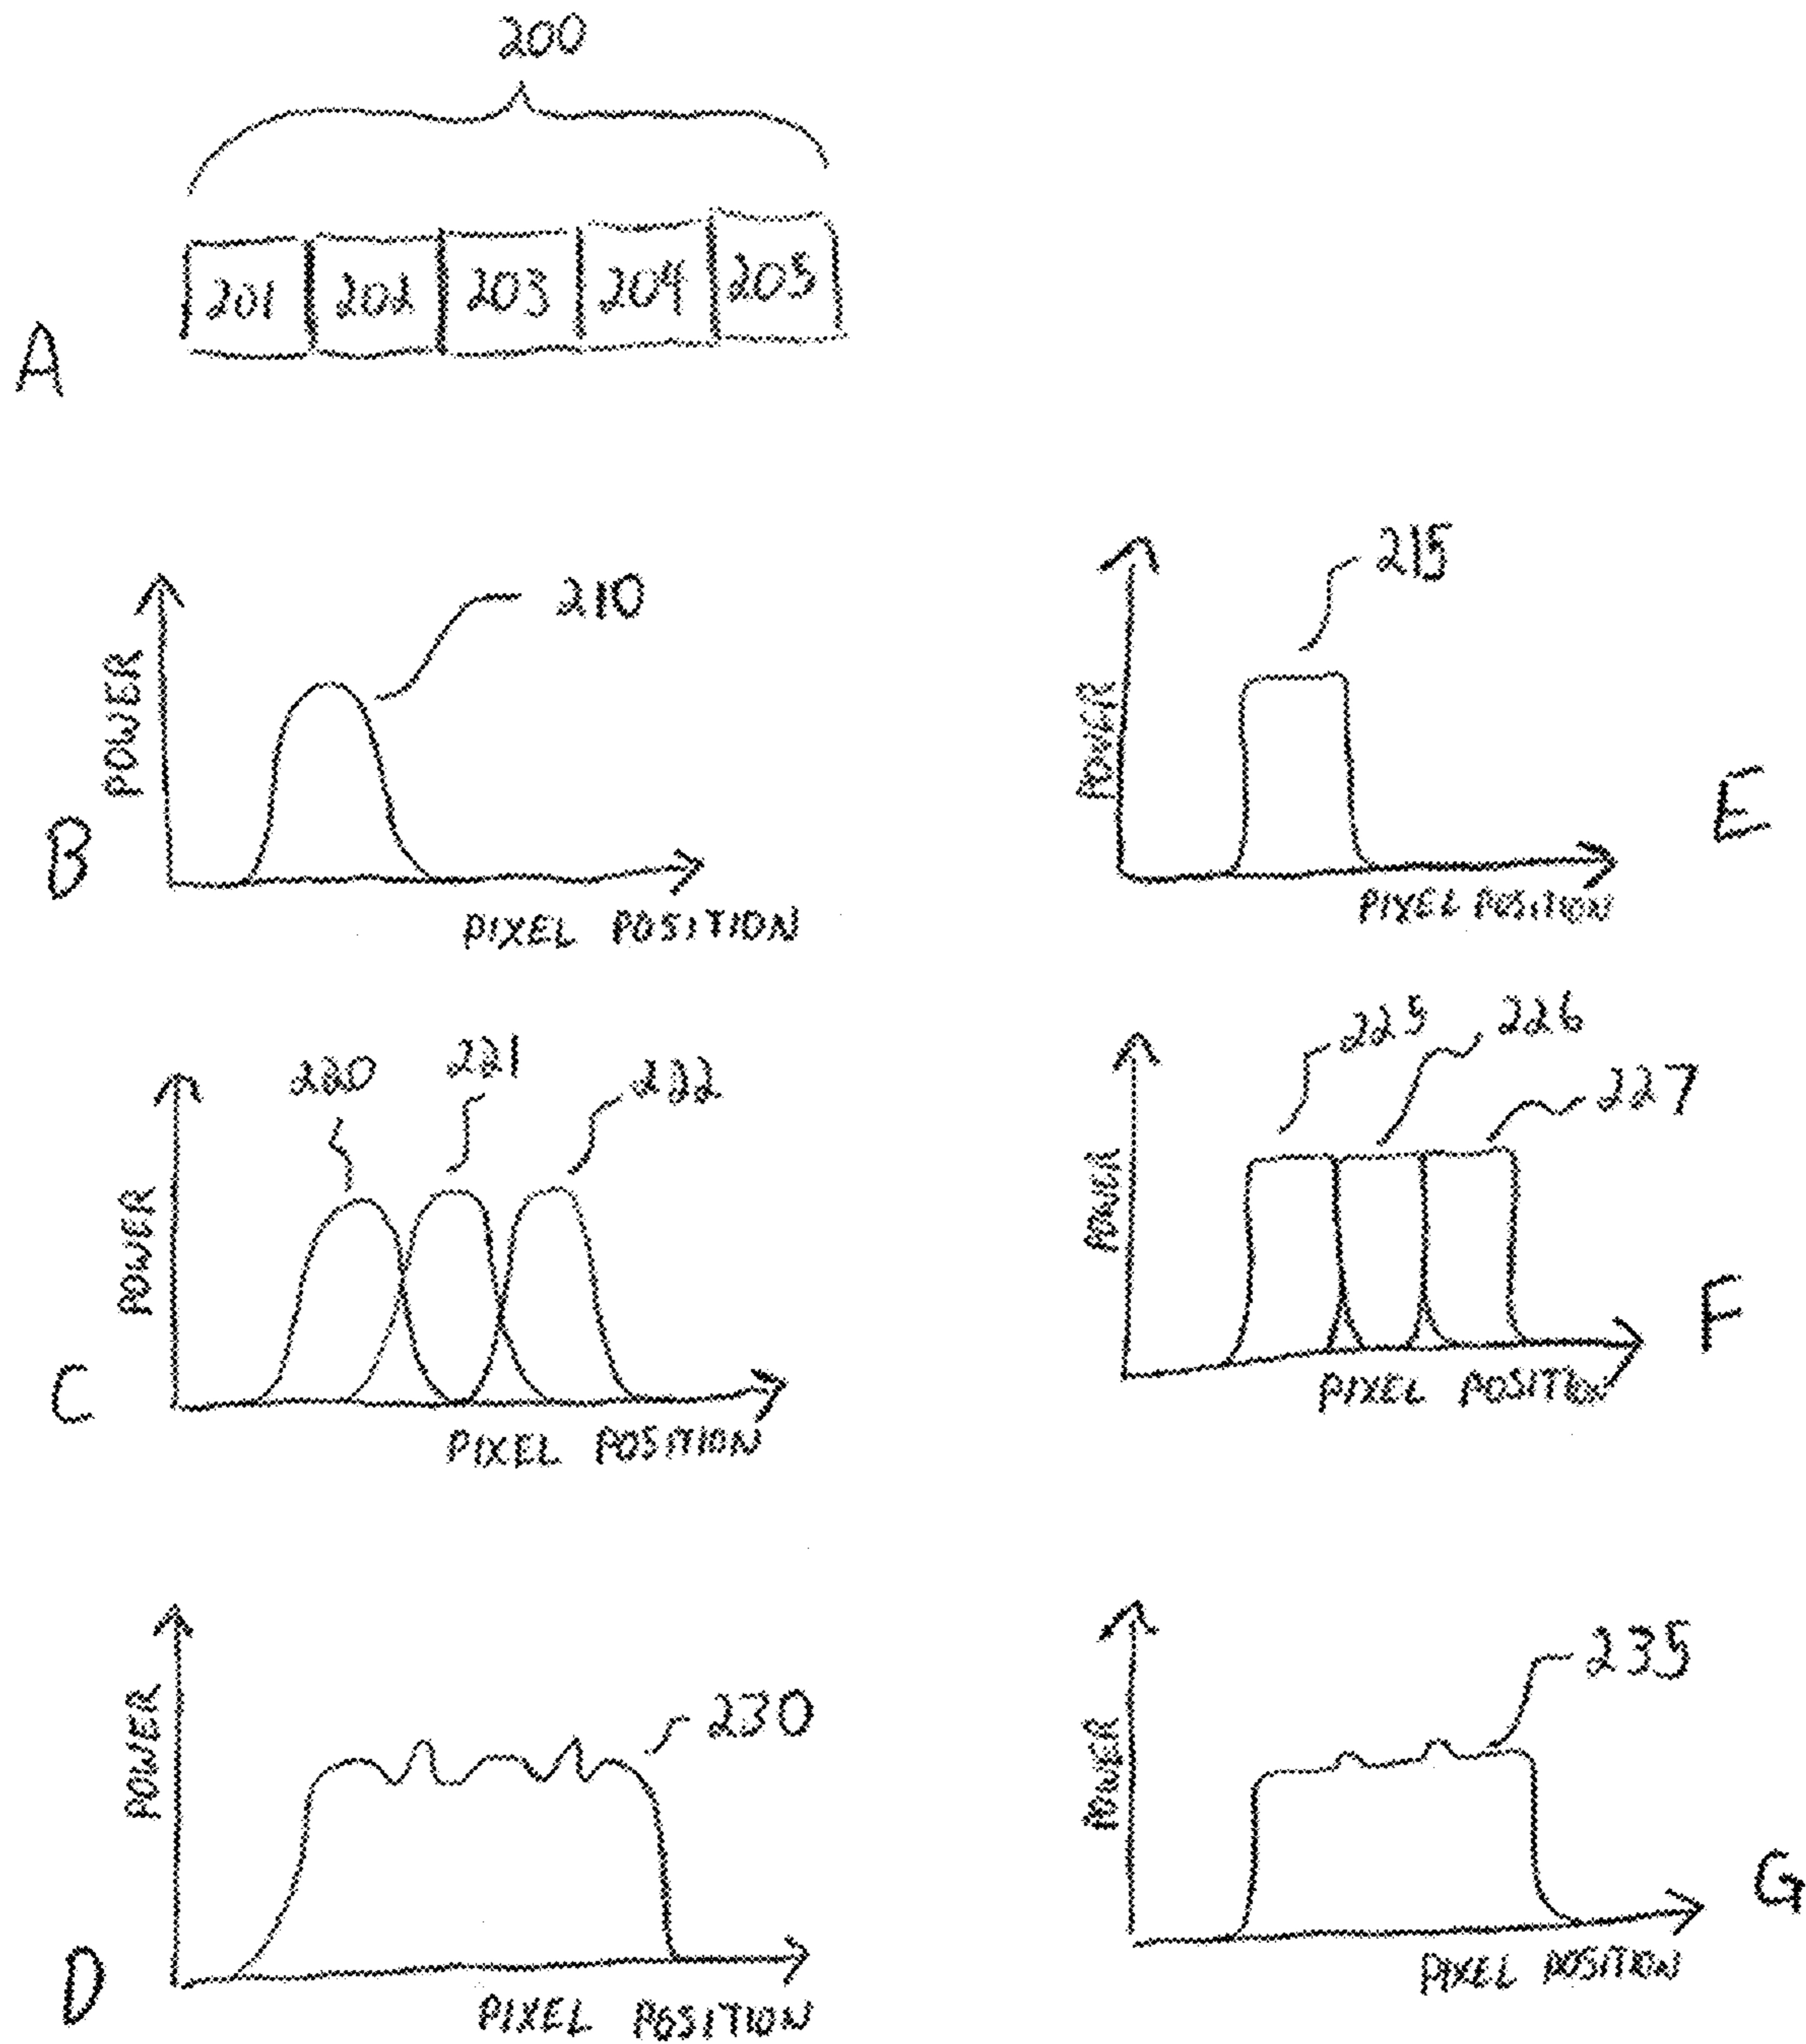 200
201 202 203 204 205
A
210
POWER
B
PIXEL POSITION
215
POWER
E
PIXEL POSITION
220 221 222
POWER
C
PIXEL POSITION
225 226
227
POWER
F
PIXEL POSITION
230
POWER
D
PIXEL POSITION
235
POWER
G
PIXEL POSITION